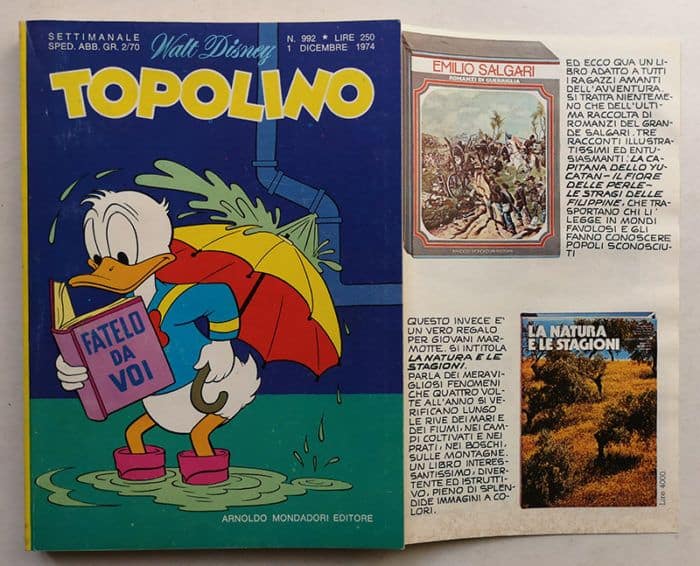 SETTIMANALE
SPED. ABB. GR. 2/70
Walt Disney
N. 992 * LIRE 250
1 DICEMBRE 1974
TOPOLINO
FATELO
DA
VOI
ARNOLDO MONDADORI EDITORE
EMILIO SALGARI
ROMANZI DI GUERRIGLIA
ED ECCO QUA UN LI-
BRO ADATTO A TUTTI
I RAGAZZI AMANTI
DELL'AVVENTURA.
SI TRATTA NIENTEME-
NO CHE DELL'ULTI-
MA RACCOLTA DI
ROMANZI DEL GRAN-
DE SALGARI. TRE
RACCONTI ILLUSTRA-
TISSIMI ED ENTU-
SIASMANTI: LA CA-
PITANA DELLO YU-
CATAN - IL FIORE
DELLE PERLE -
LE STRAGI DELLE
FILIPPINE, CHE TRA-
SPORTANO CHI LI
LEGGE IN MONDI
FAVOLOSI E GLI
FANNO CONOSCERE
POPOLI SCONOSCIU-
TI
QUESTO INVECE E'
UN VERO REGALO
PER GIOVANI MAR-
MOTTE. SI INTITOLA
LA NATURA E LE
STAGIONI.
PARLA DEI MERAVI-
GLIOSI FENOMENI
CHE QUATTRO VOL-
TE ALL'ANNO SI VE-
RIFICANO LUNGO
LE RIVE DEI MARI E
DEI FIUMI, NEI CAM-
PI COLTIVATI E NEI
PRATI, NEI BOSCHI,
SULLE MONTAGNE.
UN LIBRO INTERES-
SANTISSIMO, DIVER-
TENTE ED ISTRUTTI-
VO, PIENO DI SPLEN-
DIDE IMMAGINI A CO-
LORI.
LA NATURA
E LE STAGIONI
Lire 4000